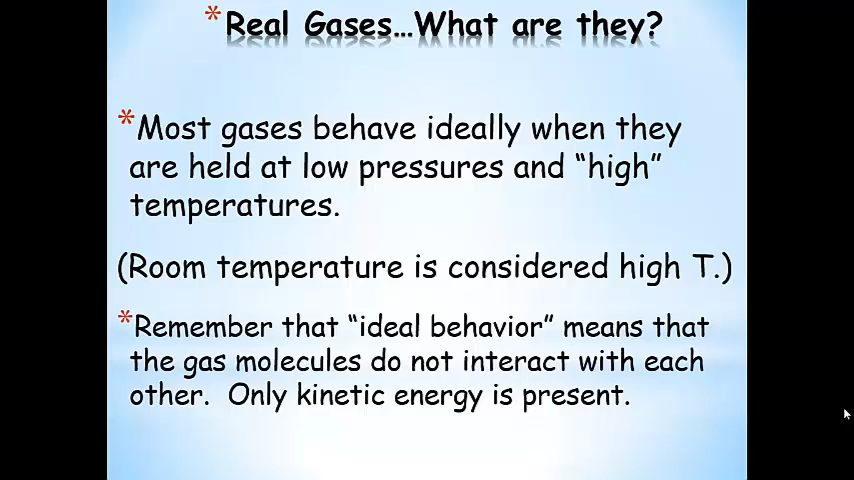 *Real Gases…What are they?
*Most gases behave ideally when they
are held at low pressures and “high”
temperatures.
(Room temperature is considered high T.)
*Remember that “ideal behavior” means that
the gas molecules do not interact with each
other.  Only kinetic energy is present.